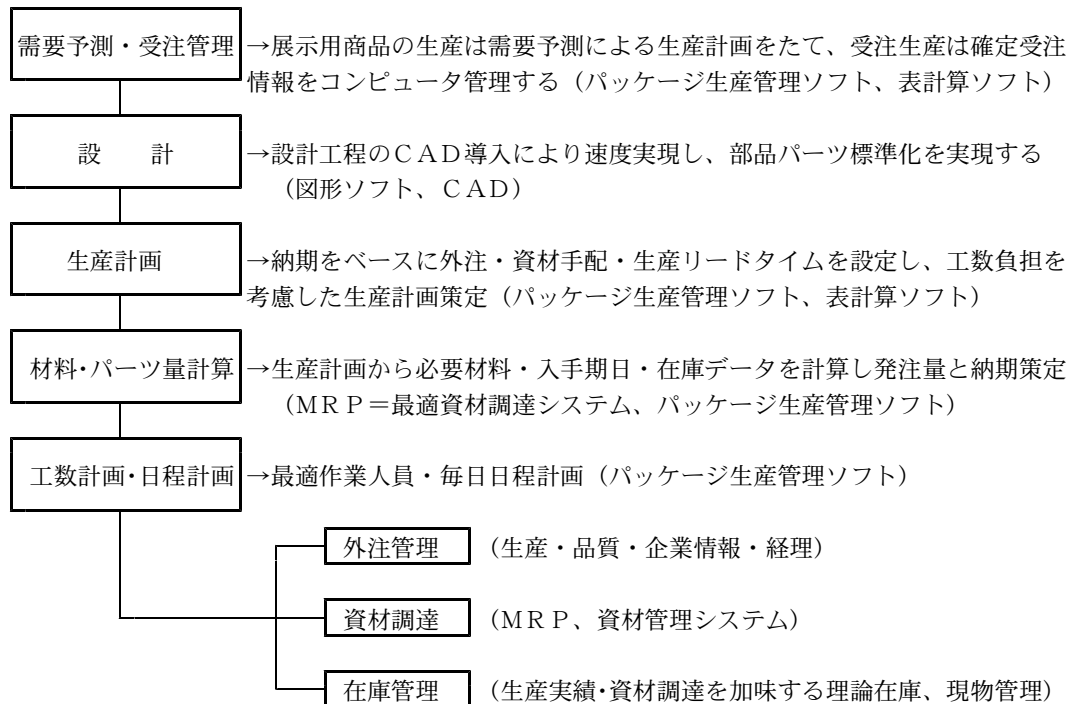 需要予測・受注管理 →展示用商品の生産は需要予測による生産計画をたて、受注生産は確定受注
情報をコンピュータ管理する（パッケージ生産管理ソフト、表計算ソフト）
設　　計 →設計工程のＣＡＤ導入により速度実現し、部品パーツ標準化を実現する
（図形ソフト、ＣＡＤ）
生産計画 →納期をベースに外注・資材手配・生産リードタイムを設定し、工数負担を
考慮した生産計画策定（パッケージ生産管理ソフト、表計算ソフト）
材料・パーツ量計算 →生産計画から必要材料・入手期日・在庫データを計算し発注量と納期策定
（ＭＲＰ＝最適資材調達システム、パッケージ生産管理ソフト）
工数計画・日程計画 →最適作業人員・毎日日程計画（パッケージ生産管理ソフト）
外注管理 （生産・品質・企業情報・経理）
資材調達 （ＭＲＰ、資材管理システム）
在庫管理 （生産実績・資材調達を加味する理論在庫、現物管理）